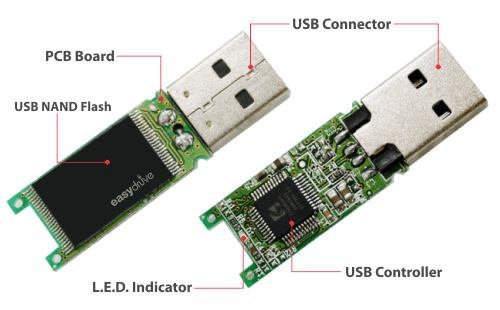 USB Connector
PCB Board
USB NAND Flash
easydrive
L.E.D. Indicator
USB Controller